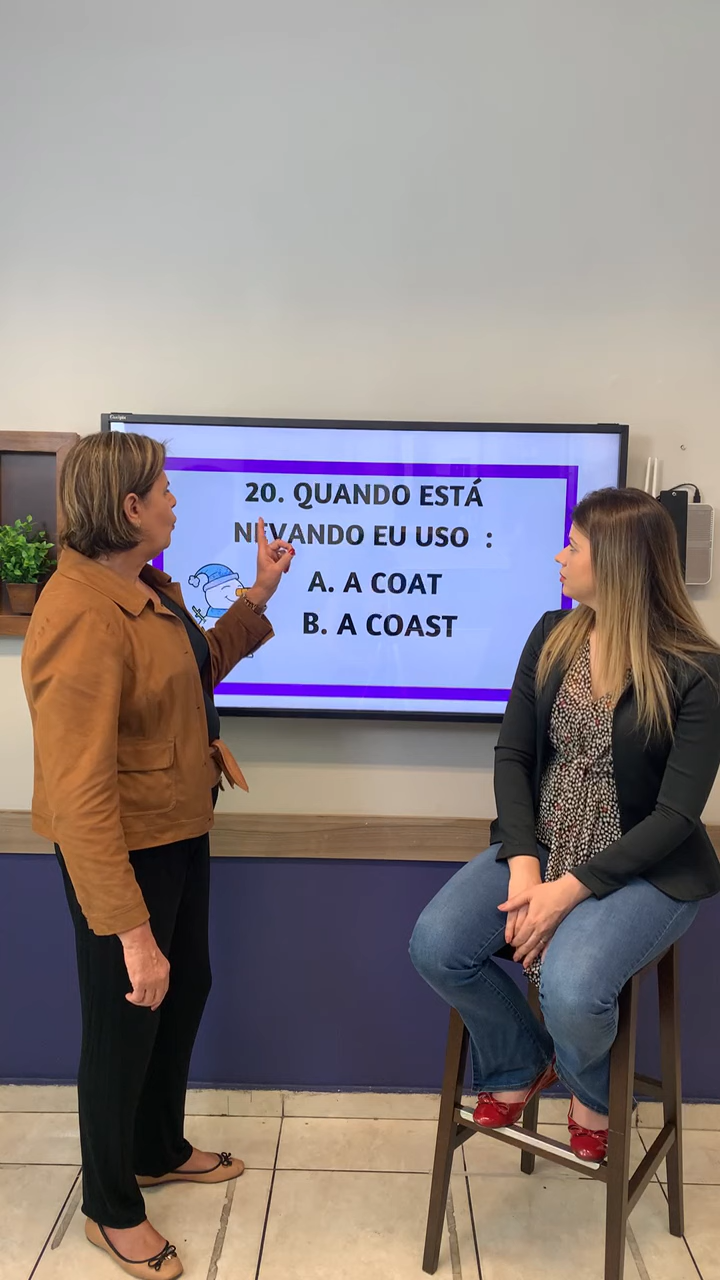 20. QUANDO ESTÁ
NEVANDO EU USO :
A. A COAT
B. A COAST